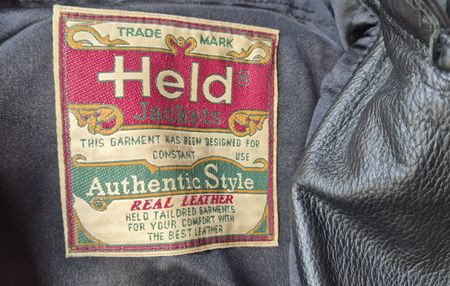 TRADE MARK
Held®
Jackets
THIS GARMENT HAS BEEN DESIGNED FOR
CONSTANT USE
Authentic Style
REAL LEATHER
HELD TAILORED GARMENTS
FOR YOUR COMFORT WITH
THE BEST LEATHER